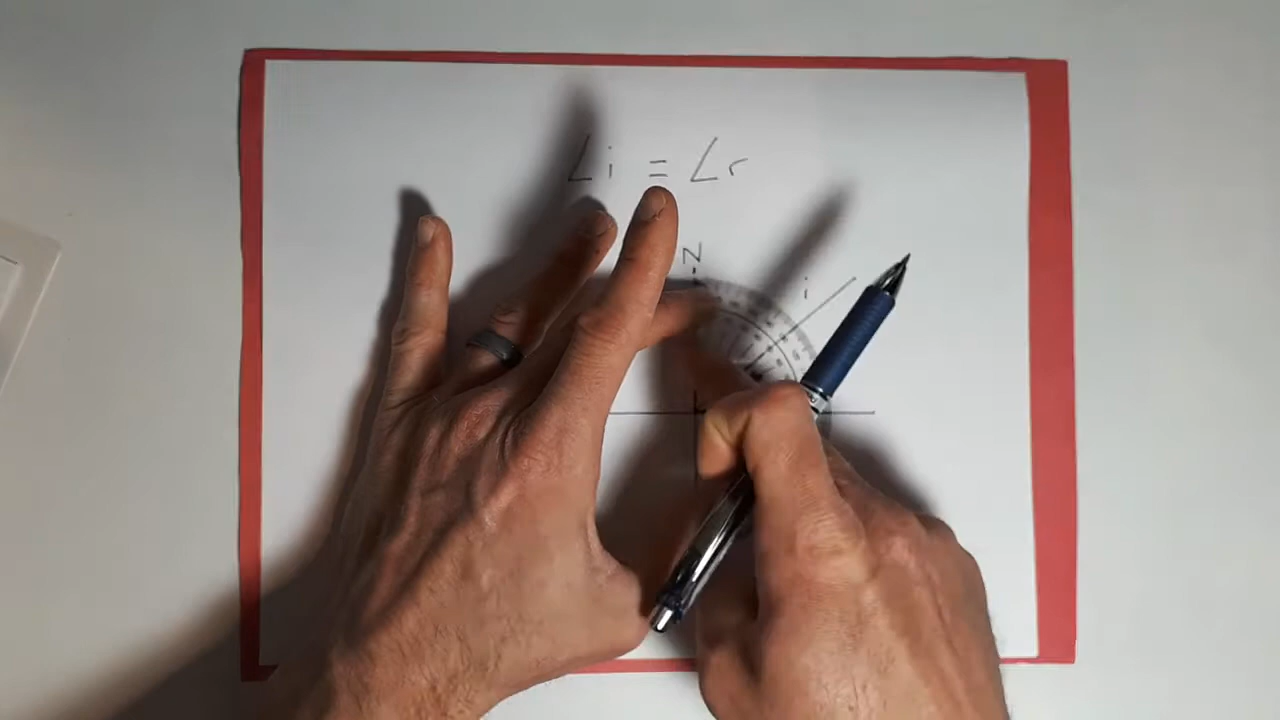 ∠i = ∠r
N
i